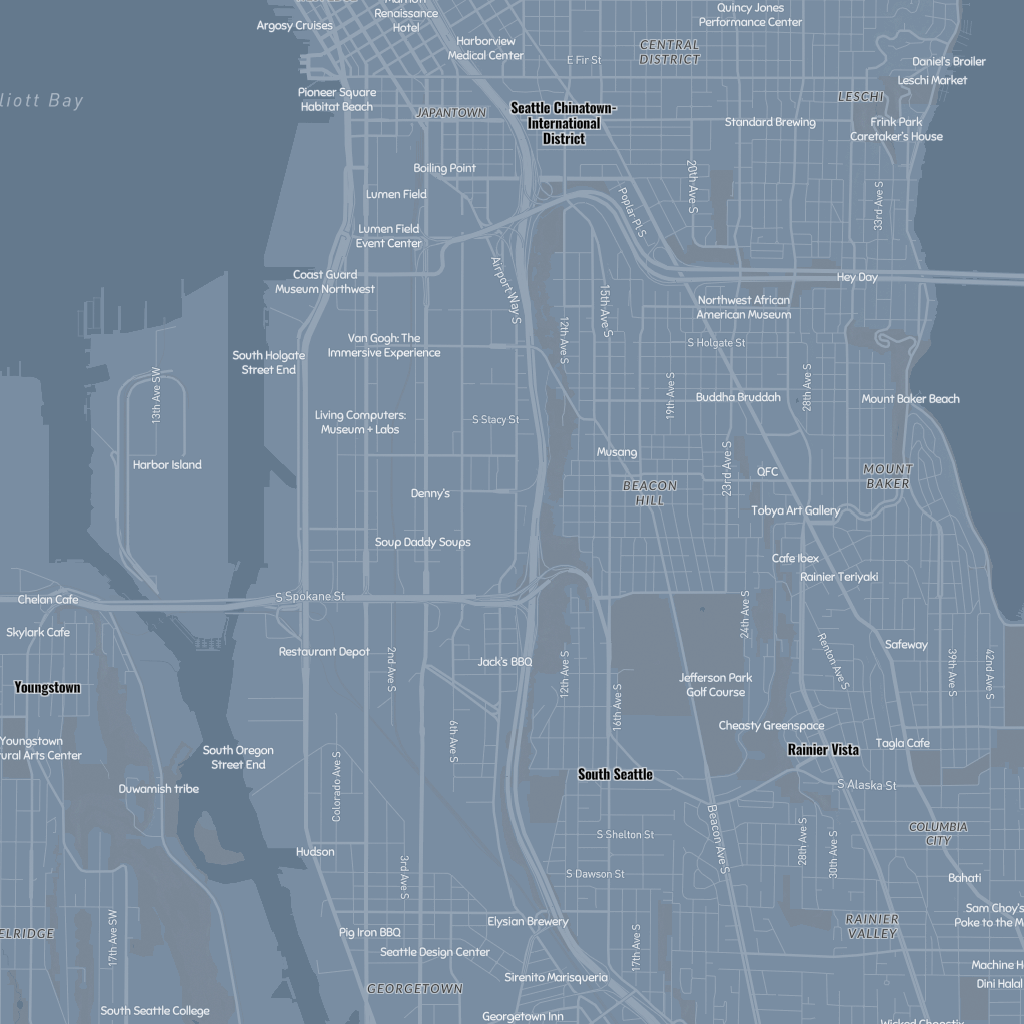 Marriott
Renaissance
Hotel
Quincy Jones
Performance Center
Argosy Cruises
Harborview
Medical Center
CENTRAL
DISTRICT
E Fir St
Daniel's Broiler
Leschi Market
lliott Bay
Pioneer Square
Habitat Beach
LESCHI
JAPANTOWN
Seattle Chinatown-
International
District
Standard Brewing
Frink Park
Caretaker's House
Boiling Point
20th Ave S
Lumen Field
Poplar Pl S
33rd Ave S
Lumen Field
Event Center
Coast Guard
Museum Northwest
Airport Way S
Hey Day
15th Ave S
Northwest African
American Museum
12th Ave S
Van Gogh: The
Immersive Experience
S Holgate St
South Holgate
Street End
13th Ave SW
19th Ave S
28th Ave S
Buddha Bruddah
Mount Baker Beach
Living Computers:
Museum + Labs
S Stacy St
Musang
23rd Ave S
Harbor Island
QFC
MOUNT
BAKER
BEACON
HILL
Denny's
Tobya Art Gallery
Soup Daddy Soups
Cafe Ibex
Rainier Teriyaki
Chelan Cafe
S Spokane St
24th Ave S
Skylark Cafe
Safeway
Restaurant Depot
2nd Ave S
Jack's BBQ
12th Ave S
Renton Ave S
39th Ave S
42nd Ave S
Youngstown
Jefferson Park
Golf Course
16th Ave S
Cheasty Greenspace
6th Ave S
Youngstown
ural Arts Center
South Oregon
Street End
Rainier Vista
Tagla Cafe
South Seattle
Colorado Ave S
Duwamish tribe
S Alaska St
Beacon Ave S
S Shelton St
28th Ave S
30th Ave S
COLUMBIA
CITY
Hudson
3rd Ave S
S Dawson St
Bahati
17th Ave SW
Elysian Brewery
Sam Choy's
Poke to the M
ELRIDGE
Pig Iron BBQ
RAINIER
VALLEY
17th Ave S
Seattle Design Center
Machine H
Sirenito Marisqueria
Dini Halal
GEORGETOWN
South Seattle College
Georgetown Inn
Wicked Chopstix